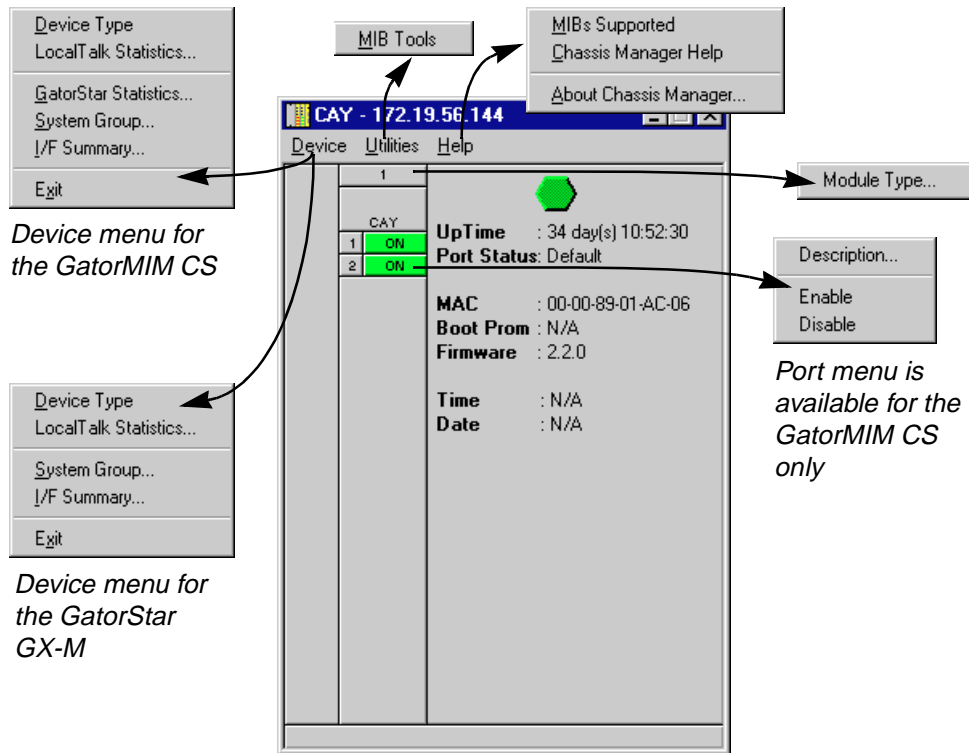 Device Type
LocalTalk Statistics...
GatorStar Statistics...
System Group...
I/F Summary...
Exit
Device menu for
the GatorMIM CS
MIB Tools
MIBs Supported
Chassis Manager Help
About Chassis Manager...
CAY - 172.19.56.144
Device Utilities Help
1
CAY
1 ON
2 ON
UpTime : 34 day(s) 10:52:30
Port Status: Default
MAC : 00-00-89-01-AC-06
Boot Prom : N/A
Firmware : 2.2.0
Time : N/A
Date : N/A
Module Type...
Description...
Enable
Disable
Port menu is
available for the
GatorMIM CS
only
Device Type
LocalTalk Statistics...
System Group...
I/F Summary...
Exit
Device menu for
the GatorStar
GX-M